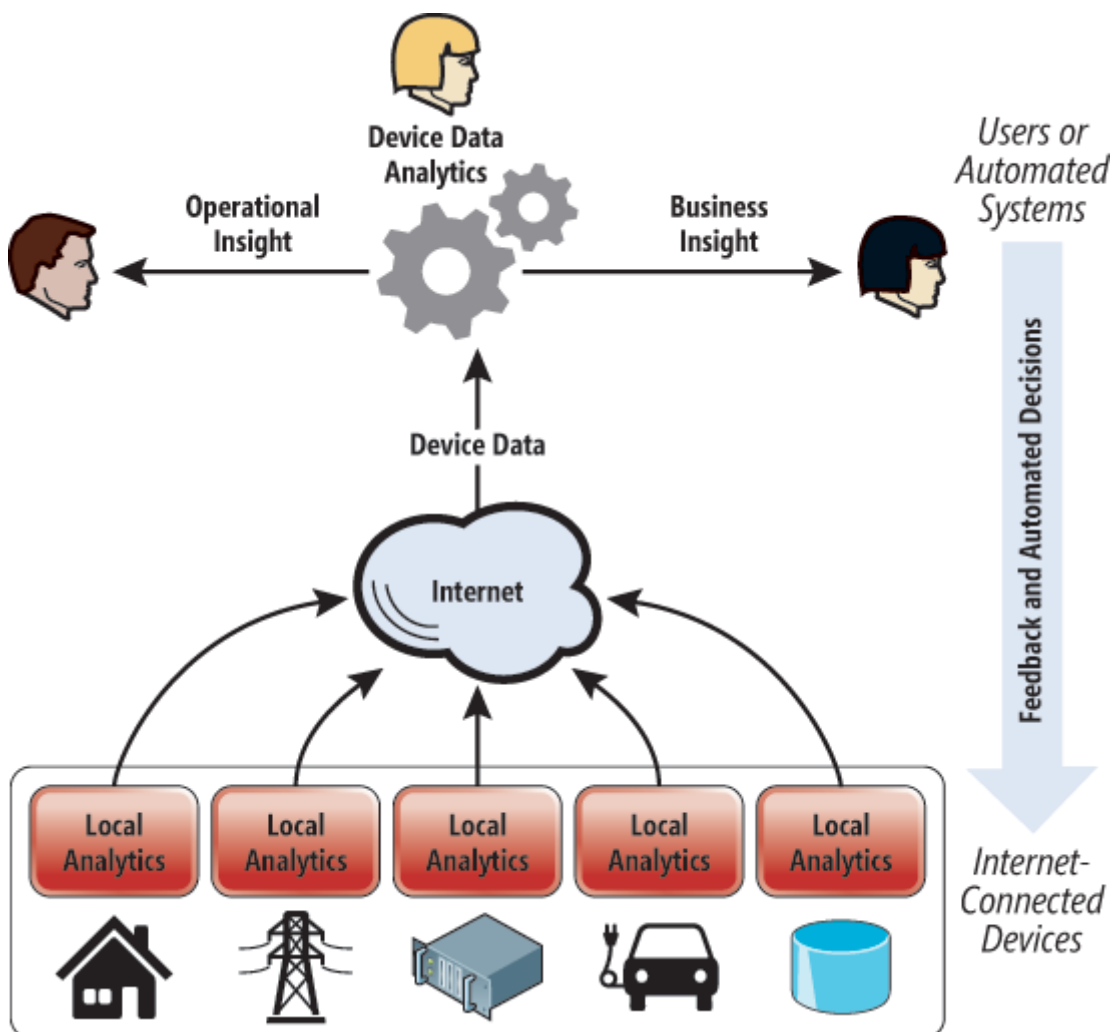 Device Data
Analytics
Users or
Automated
Systems
Operational
Insight
Business
Insight
Feedback and Automated Decisions
Device Data
Internet
Local
Analytics
Local
Analytics
Local
Analytics
Local
Analytics
Local
Analytics
Internet-
Connected
Devices